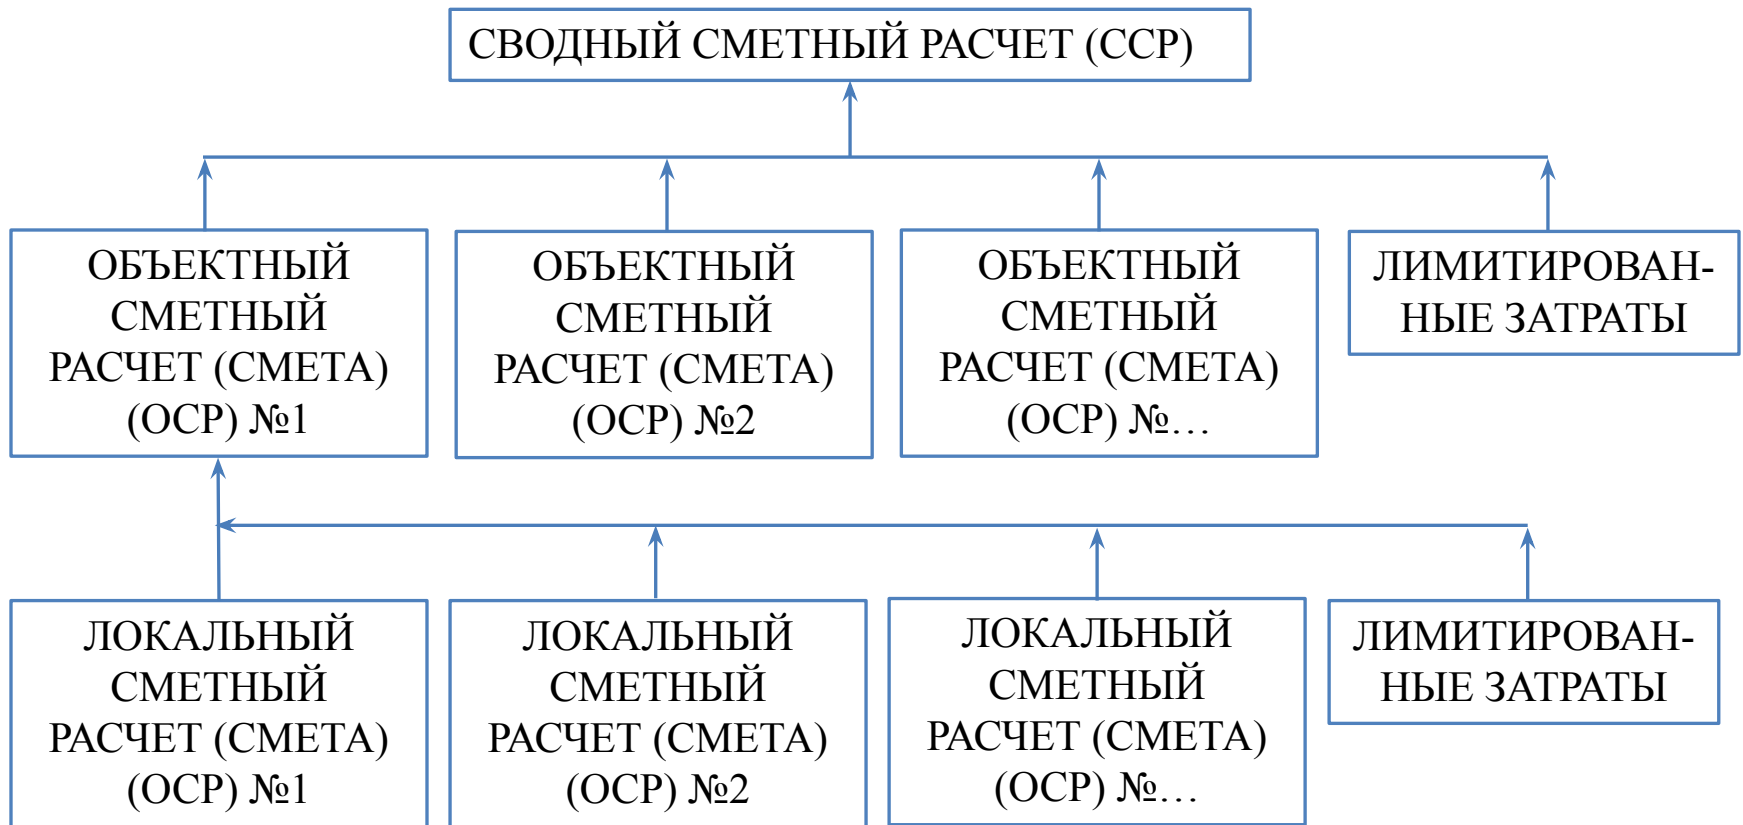 СВОДНЫЙ СМЕТНЫЙ РАСЧЕТ (ССР)
ОБЪЕКТНЫЙ
СМЕТНЫЙ
РАСЧЕТ (СМЕТА)
(ОСР) №1
ОБЪЕКТНЫЙ
СМЕТНЫЙ
РАСЧЕТ (СМЕТА)
(ОСР) №2
ОБЪЕКТНЫЙ
СМЕТНЫЙ
РАСЧЕТ (СМЕТА)
(ОСР) №…
ЛИМИТИРОВАН-
НЫЕ ЗАТРАТЫ
ЛОКАЛЬНЫЙ
СМЕТНЫЙ
РАСЧЕТ (СМЕТА)
(ОСР) №1
ЛОКАЛЬНЫЙ
СМЕТНЫЙ
РАСЧЕТ (СМЕТА)
(ОСР) №2
ЛОКАЛЬНЫЙ
СМЕТНЫЙ
РАСЧЕТ (СМЕТА)
(ОСР) №…
ЛИМИТИРОВАН-
НЫЕ ЗАТРАТЫ